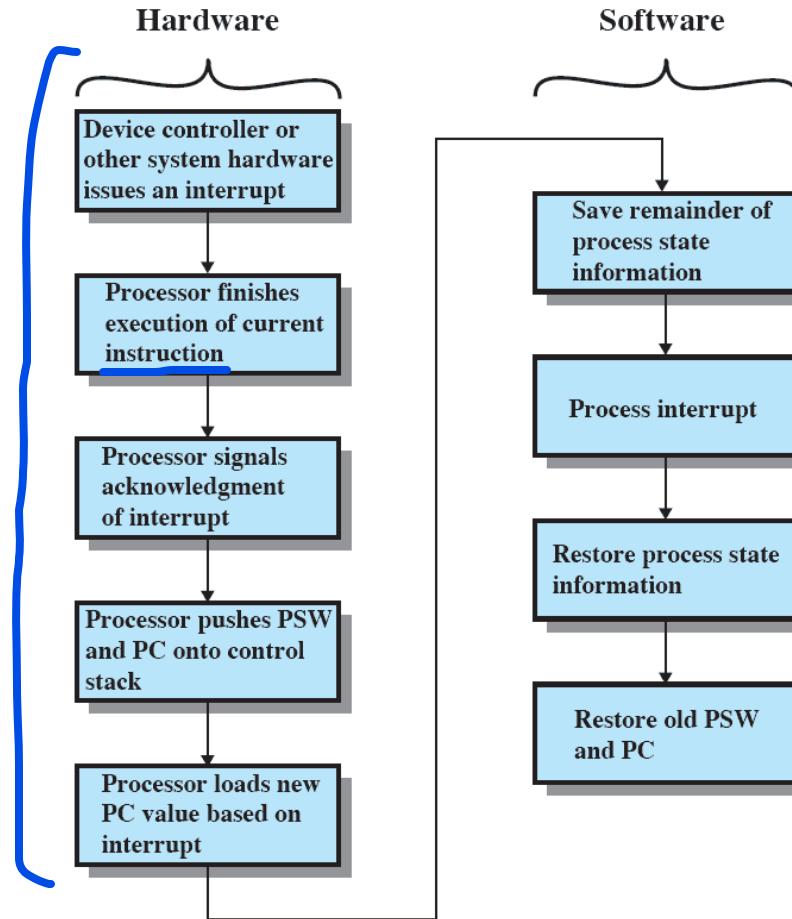 Hardware
Device controller or
other system hardware
issues an interrupt
Processor finishes
execution of current
instruction
Processor signals
acknowledgment
of interrupt
Processor pushes PSW
and PC onto control
stack
Processor loads new
PC value based on
interrupt
Software
Save remainder of
process state
information
Process interrupt
Restore process state
information
Restore old PSW
and PC